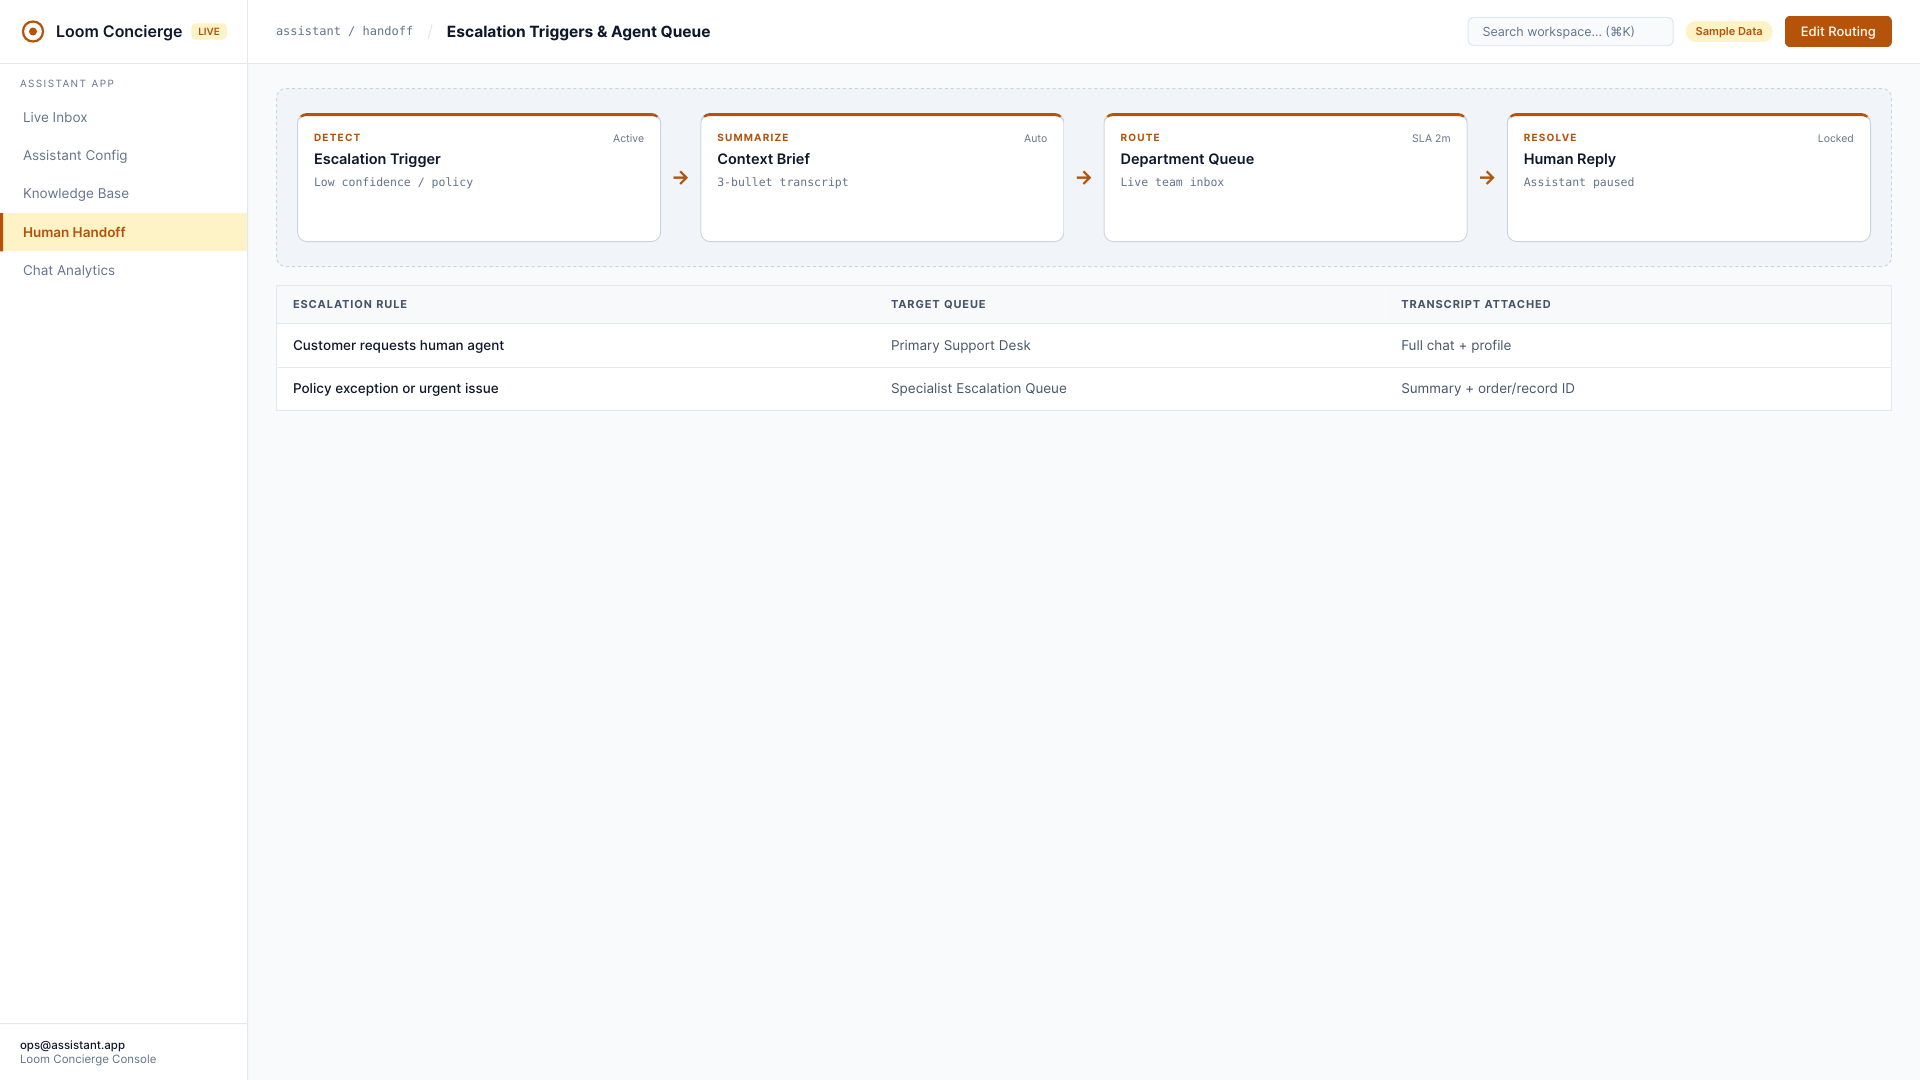 Loom Concierge LIVE
assistant / handoff / Escalation Triggers & Agent Queue
Search workspace... (⌘K)
Sample Data
Edit Routing
ASSISTANT APP
Live Inbox
Assistant Config
Knowledge Base
Human Handoff
Chat Analytics
DETECT Active
Escalation Trigger
Low confidence / policy
→
SUMMARIZE Auto
Context Brief
3-bullet transcript
→
ROUTE SLA 2m
Department Queue
Live team inbox
→
RESOLVE Locked
Human Reply
Assistant paused
ESCALATION RULE TARGET QUEUE TRANSCRIPT ATTACHED
Customer requests human agent Primary Support Desk Full chat + profile
Policy exception or urgent issue Specialist Escalation Queue Summary + order/record ID
ops@assistant.app
Loom Concierge Console